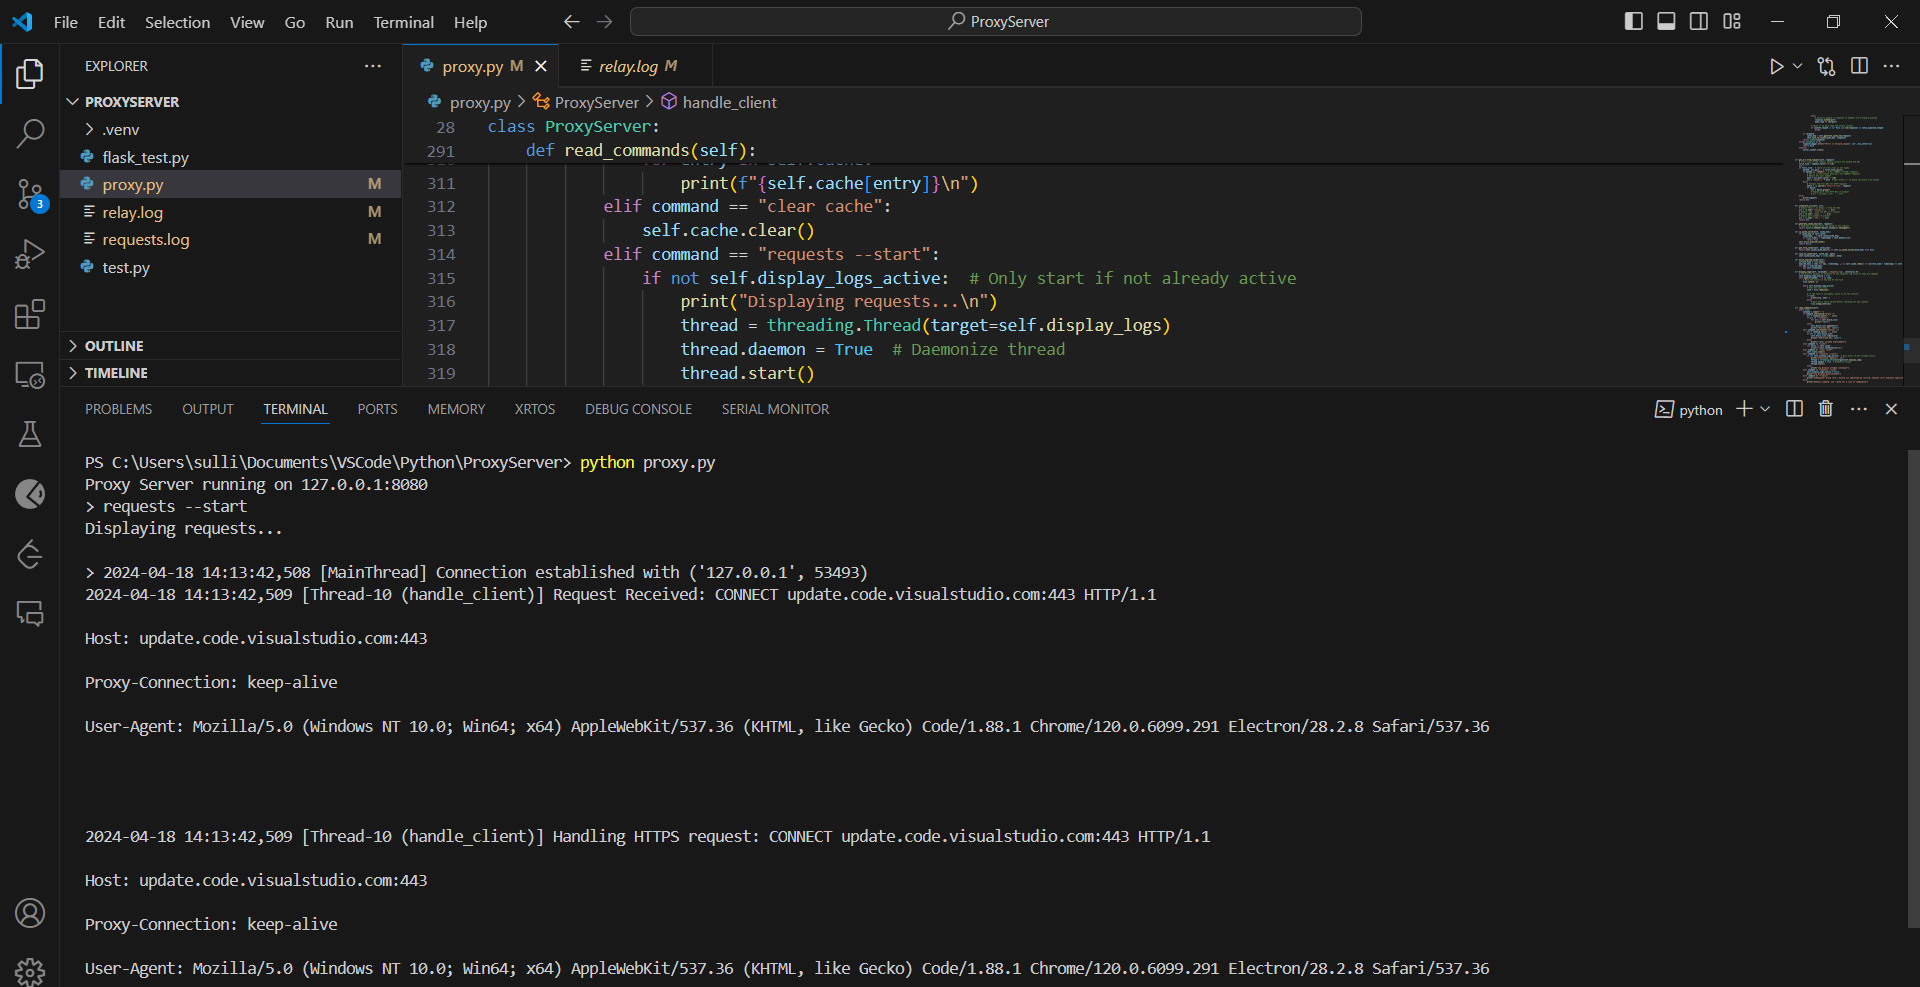 File Edit Selection View Go Run Terminal Help ProxyServer
EXPLORER
PROXYSERVER
.venv
flask_test.py
proxy.py M
relay.log M
requests.log M
test.py
OUTLINE
TIMELINE
proxy.py M relay.log M
proxy.py > ProxyServer > handle_client
28 class ProxyServer:
291 def read_commands(self):
311 print(f"{self.cache[entry]}\n")
312 elif command == "clear cache":
313 self.cache.clear()
314 elif command == "requests --start":
315 if not self.display_logs_active:  # Only start if not already active
316 print("Displaying requests...\n")
317 thread = threading.Thread(target=self.display_logs)
318 thread.daemon = True  # Daemonize thread
319 thread.start()
PROBLEMS OUTPUT TERMINAL PORTS MEMORY XRTOS DEBUG CONSOLE SERIAL MONITOR
python
PS C:\Users\sulli\Documents\VSCode\Python\ProxyServer> python proxy.py
Proxy Server running on 127.0.0.1:8080
> requests --start
Displaying requests...
> 2024-04-18 14:13:42,508 [MainThread] Connection established with ('127.0.0.1', 53493)
2024-04-18 14:13:42,509 [Thread-10 (handle_client)] Request Received: CONNECT update.code.visualstudio.com:443 HTTP/1.1
Host: update.code.visualstudio.com:443
Proxy-Connection: keep-alive
User-Agent: Mozilla/5.0 (Windows NT 10.0; Win64; x64) AppleWebKit/537.36 (KHTML, like Gecko) Code/1.88.1 Chrome/120.0.6099.291 Electron/28.2.8 Safari/537.36
2024-04-18 14:13:42,509 [Thread-10 (handle_client)] Handling HTTPS request: CONNECT update.code.visualstudio.com:443 HTTP/1.1
Host: update.code.visualstudio.com:443
Proxy-Connection: keep-alive
User-Agent: Mozilla/5.0 (Windows NT 10.0; Win64; x64) AppleWebKit/537.36 (KHTML, like Gecko) Code/1.88.1 Chrome/120.0.6099.291 Electron/28.2.8 Safari/537.36
3